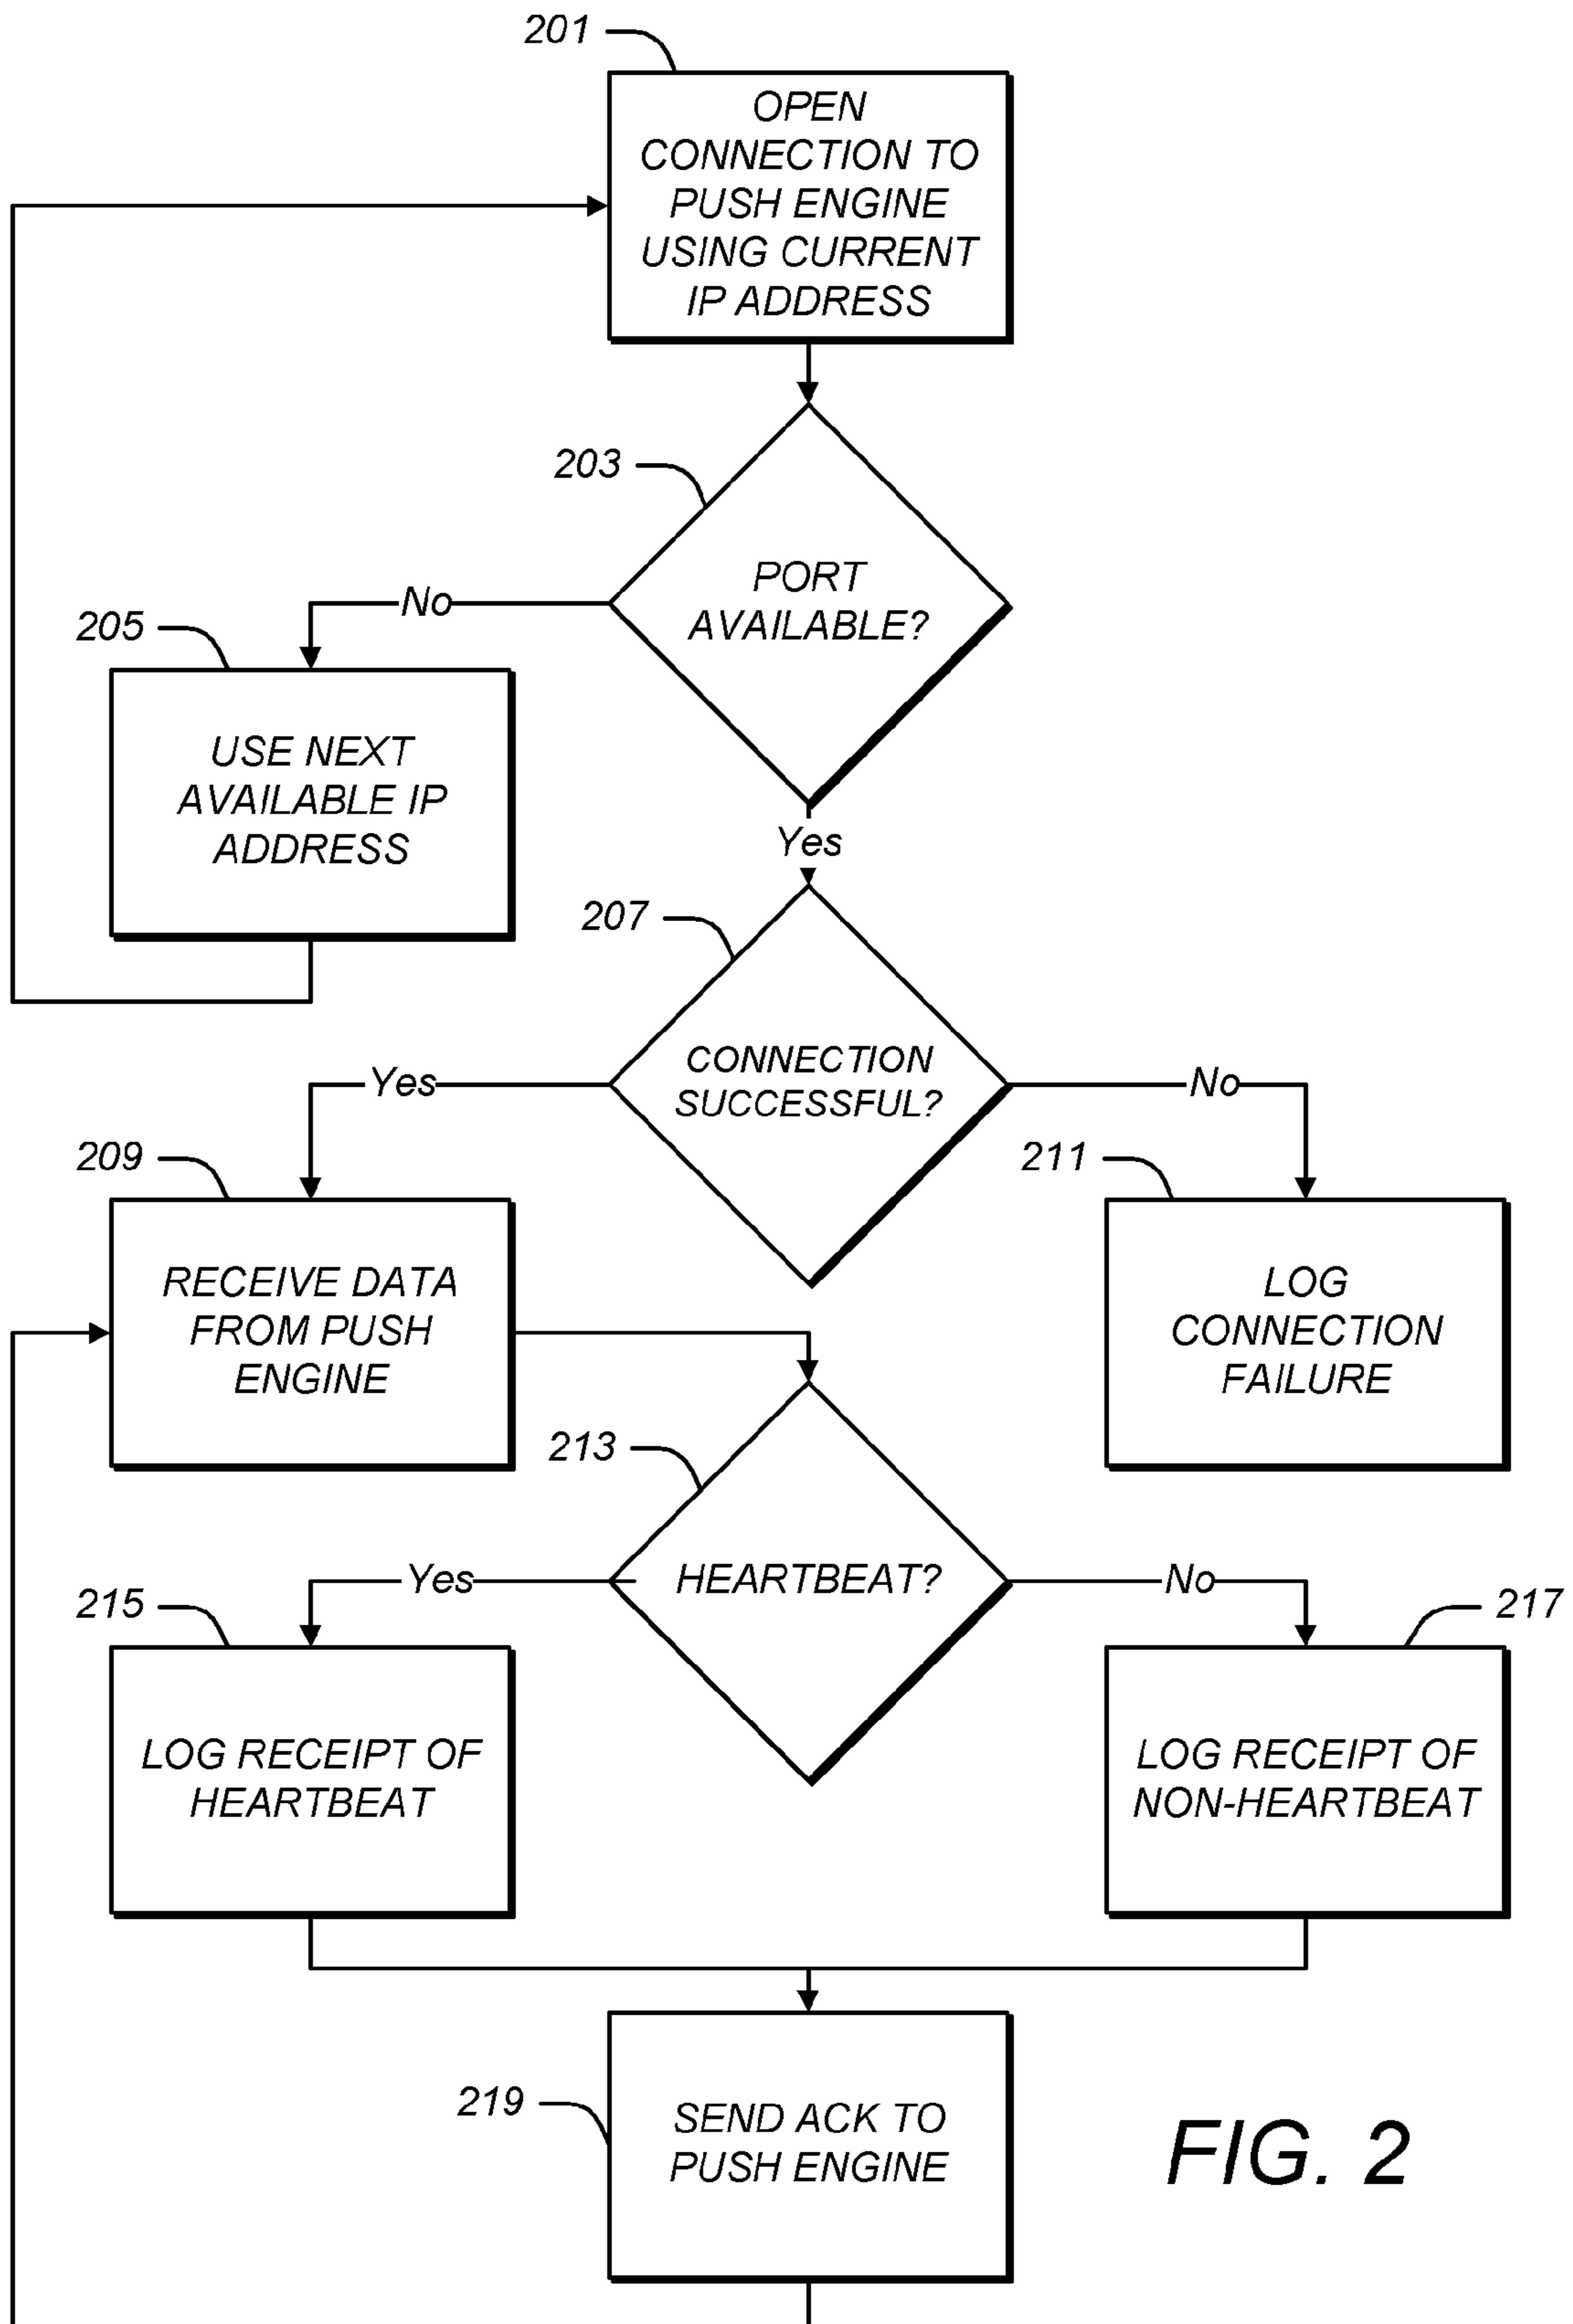 201
OPEN
CONNECTION TO
PUSH ENGINE
USING CURRENT
IP ADDRESS
203
PORT
AVAILABLE?
No
205
USE NEXT
AVAILABLE IP
ADDRESS
Yes
207
CONNECTION
SUCCESSFUL?
Yes
No
209
211
RECEIVE DATA
FROM PUSH
ENGINE
LOG
CONNECTION
FAILURE
213
HEARTBEAT?
Yes
No
215
217
LOG RECEIPT OF
HEARTBEAT
LOG RECEIPT OF
NON-HEARTBEAT
219
SEND ACK TO
PUSH ENGINE
FIG. 2